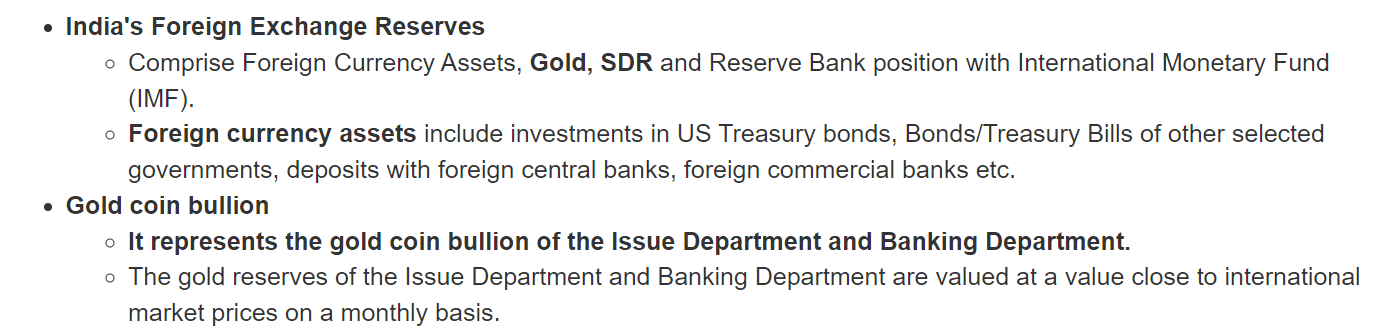 India's Foreign Exchange Reserves
Comprise Foreign Currency Assets, Gold, SDR and Reserve Bank position with International Monetary Fund
(IMF).
Foreign currency assets include investments in US Treasury bonds, Bonds/Treasury Bills of other selected
governments, deposits with foreign central banks, foreign commercial banks etc.
Gold coin bullion
It represents the gold coin bullion of the Issue Department and Banking Department.
The gold reserves of the Issue Department and Banking Department are valued at a value close to international
market prices on a monthly basis.